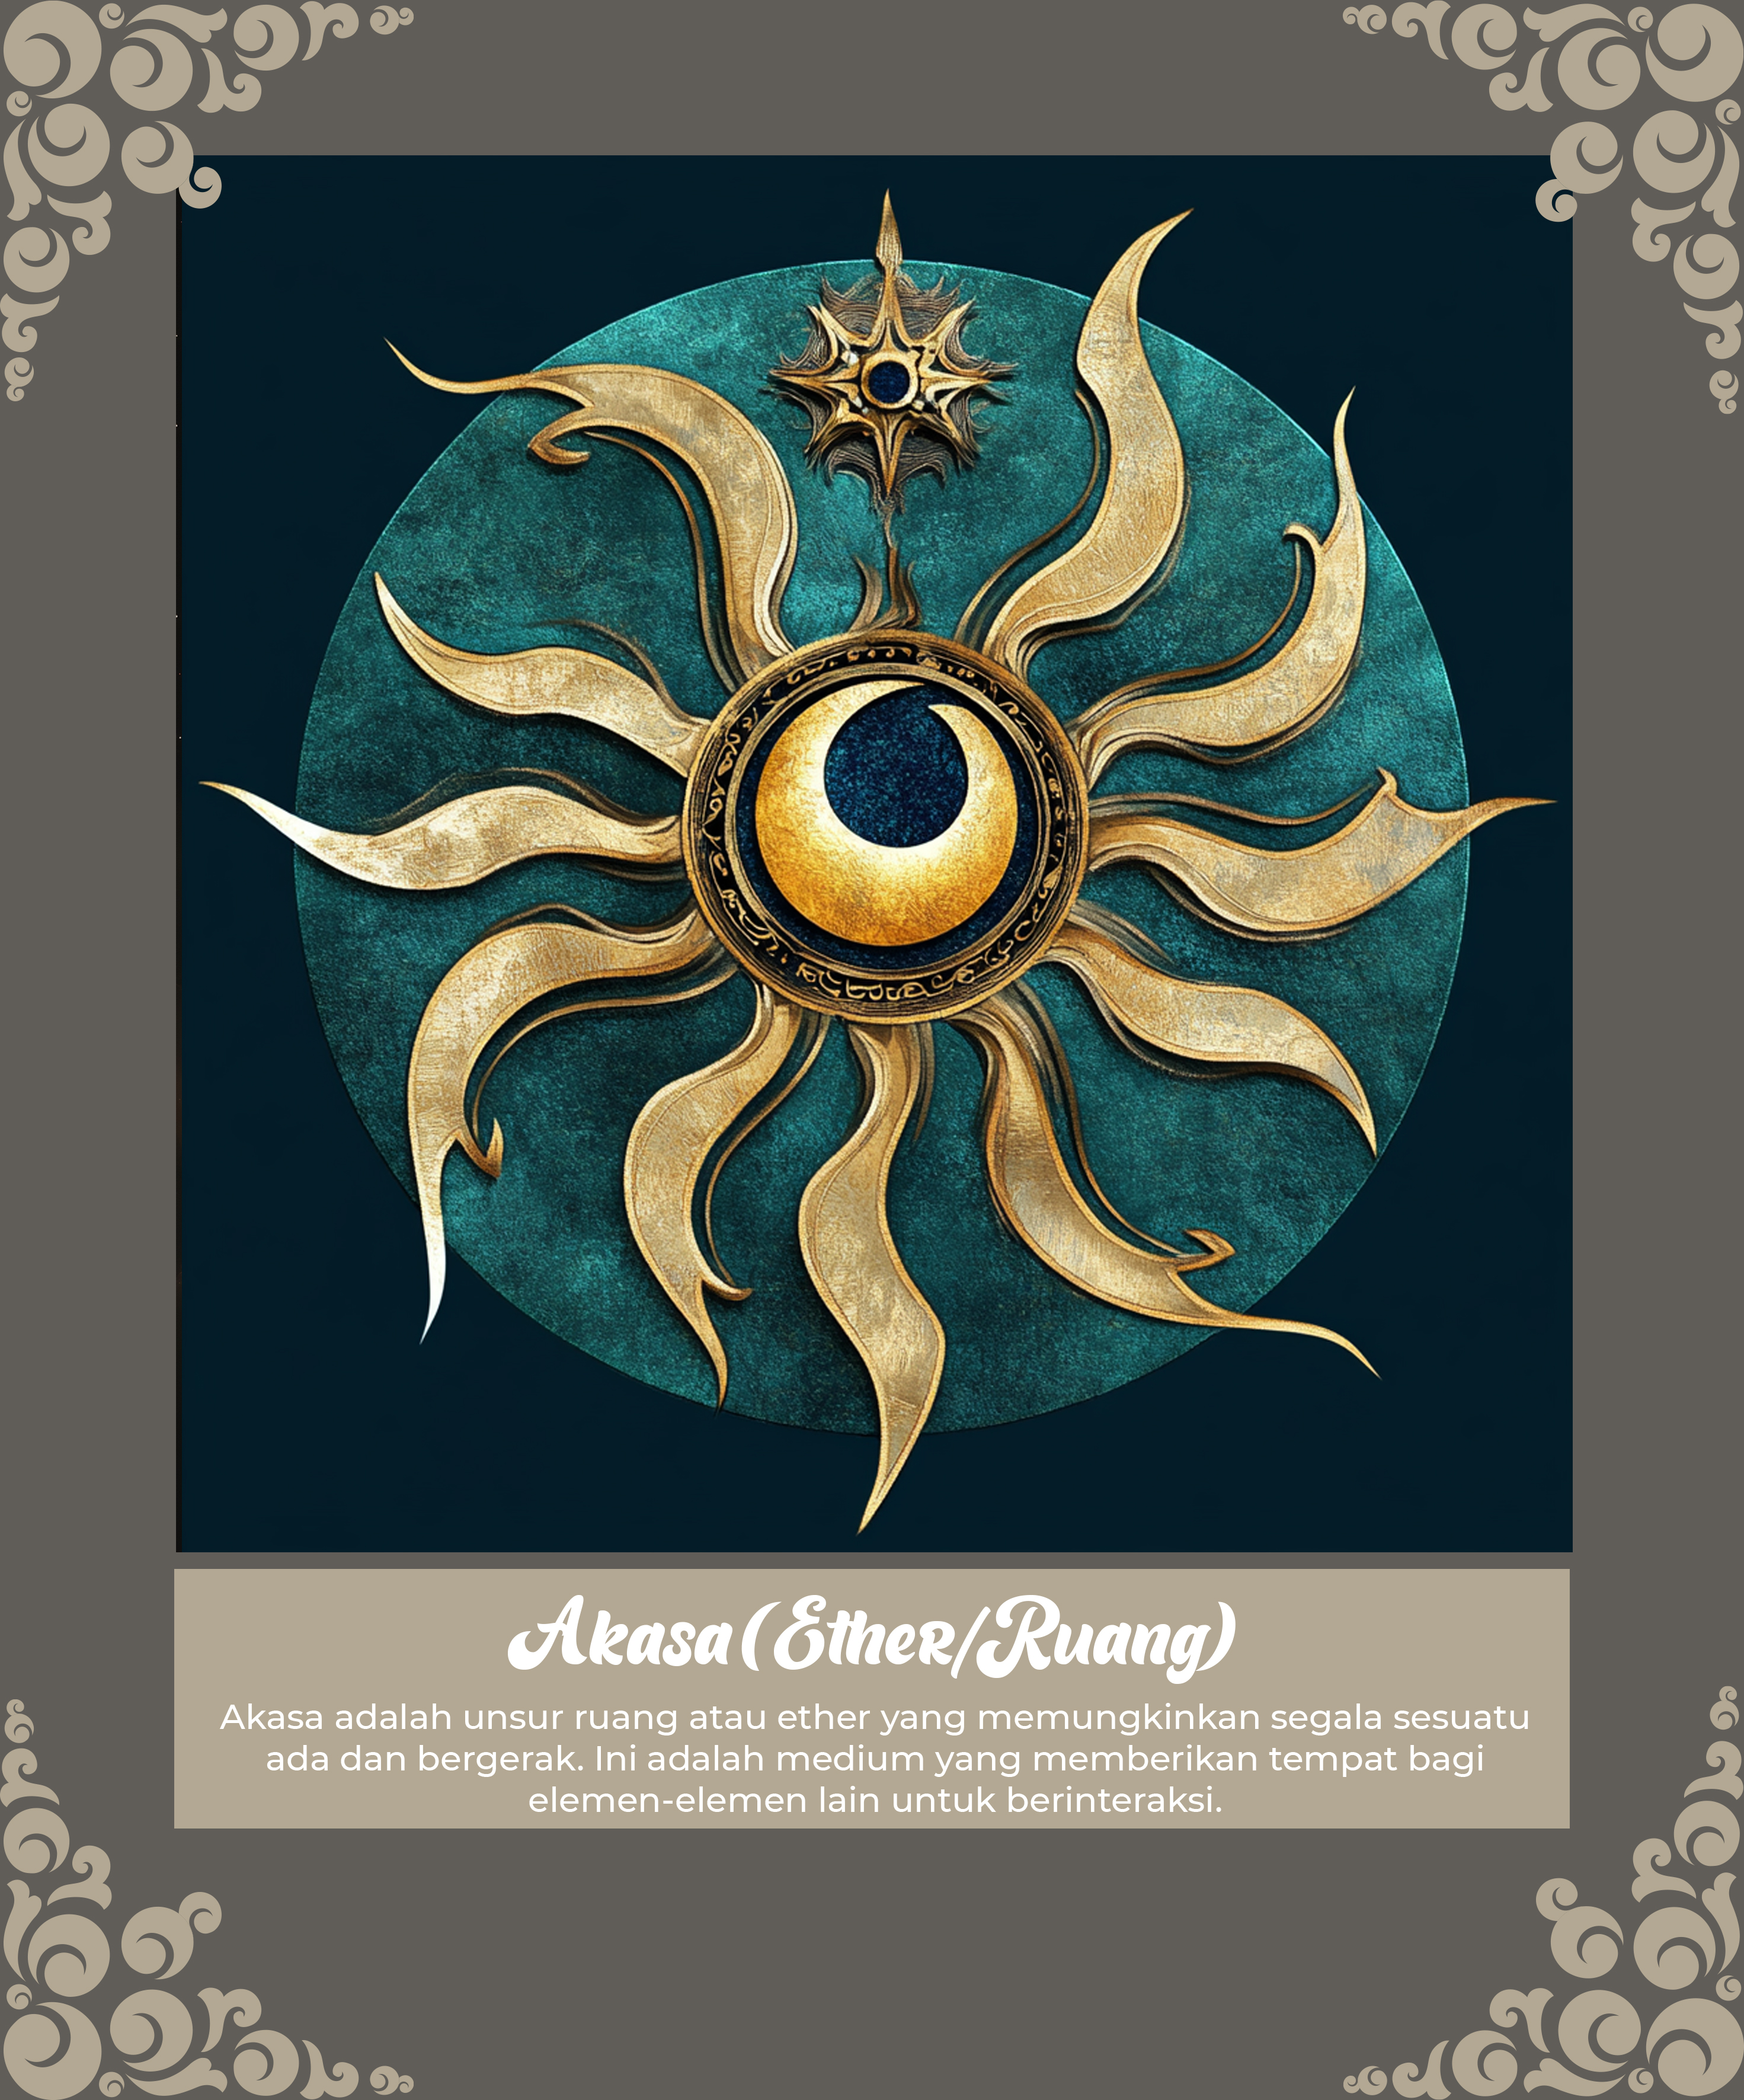 Akasa (Ether/Ruang)
Akasa adalah unsur ruang atau ether yang memungkinkan segala sesuatu
ada dan bergerak. Ini adalah medium yang memberikan tempat bagi
elemen-elemen lain untuk berinteraksi.